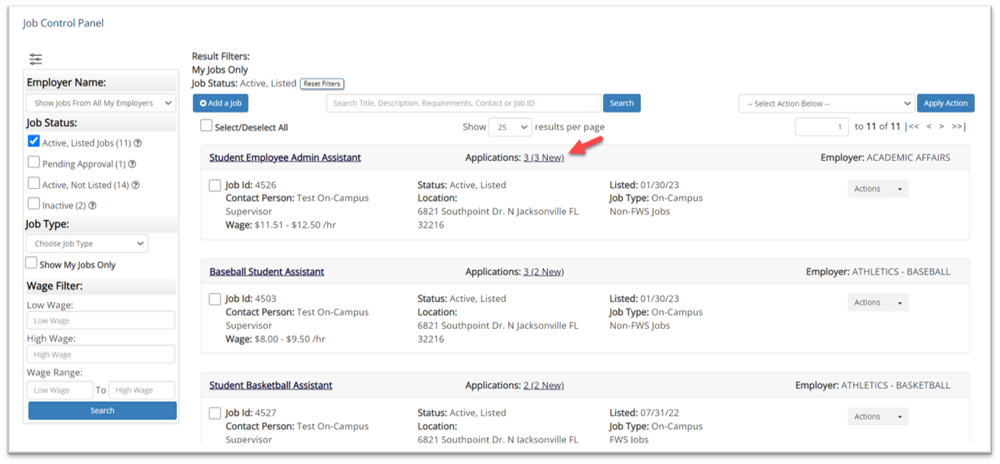 Job Control Panel
Employer Name:
Show Jobs From All My Employers
Job Status:
Active, Listed Jobs (11)
Pending Approval (1)
Active, Not Listed (14)
Inactive (2)
Job Type:
Choose Job Type
Show My Jobs Only
Wage Filter:
Low Wage:
Low Wage
High Wage:
High Wage
Wage Range:
Low Wage To High Wage
Search
Result Filters:
My Jobs Only
Job Status: Active, Listed Reset Filters
Add a Job Search Title, Description, Requirements, Contact or Job ID Search -- Select Action Below -- Apply Action
Select/Deselect All Show 25 results per page 1 to 11 of 11 |<< < > >>|
Student Employee Admin Assistant Applications: 3 (3 New) Employer: ACADEMIC AFFAIRS
Job Id: 4526 Status: Active, Listed Listed: 01/30/23 Actions
Contact Person: Test On-Campus Location: Job Type: On-Campus
Supervisor 6821 Southpoint Dr. N Jacksonville FL Non-FWS Jobs
Wage: $11.51 - $12.50 /hr 32216
Baseball Student Assistant Applications: 3 (2 New) Employer: ATHLETICS - BASEBALL
Job Id: 4503 Status: Active, Listed Listed: 01/30/23 Actions
Contact Person: Test On-Campus Location: Job Type: On-Campus
Supervisor 6821 Southpoint Dr. N Jacksonville FL Non-FWS Jobs
Wage: $8.00 - $9.50 /hr 32216
Student Basketball Assistant Applications: 2 (2 New) Employer: ATHLETICS - BASKETBALL
Job Id: 4527 Status: Active, Listed Listed: 07/31/22 Actions
Contact Person: Test On-Campus Location: Job Type: On-Campus
Supervisor 6821 Southpoint Dr. N Jacksonville FL FWS Jobs